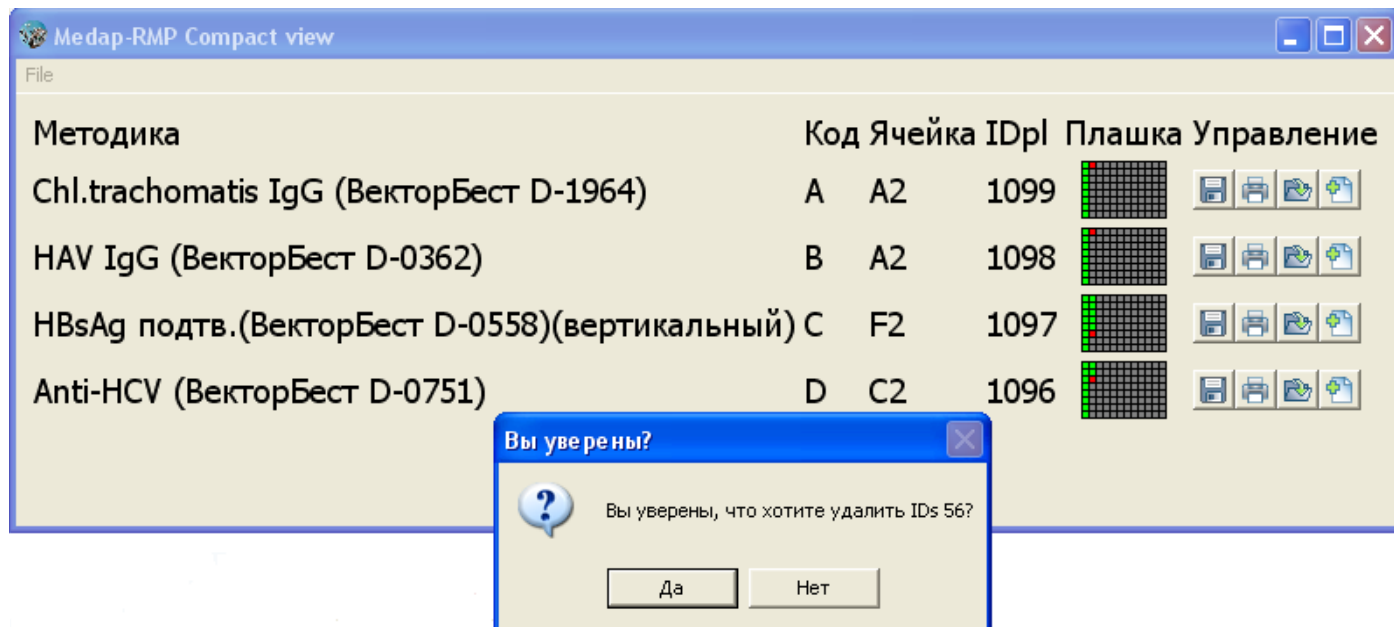 Medap-RMP Compact view
File
Методика Код Ячейка IDpl Плашка Управление
Chl.trachomatis IgG (ВекторБест D-1964) A A2 1099
HAV IgG (ВекторБест D-0362) B A2 1098
HBsAg подтв.(ВекторБест D-0558)(вертикальный) C F2 1097
Anti-HCV (ВекторБест D-0751) D C2 1096
Вы уверены?
Вы уверены, что хотите удалить IDs 56?
Да Нет